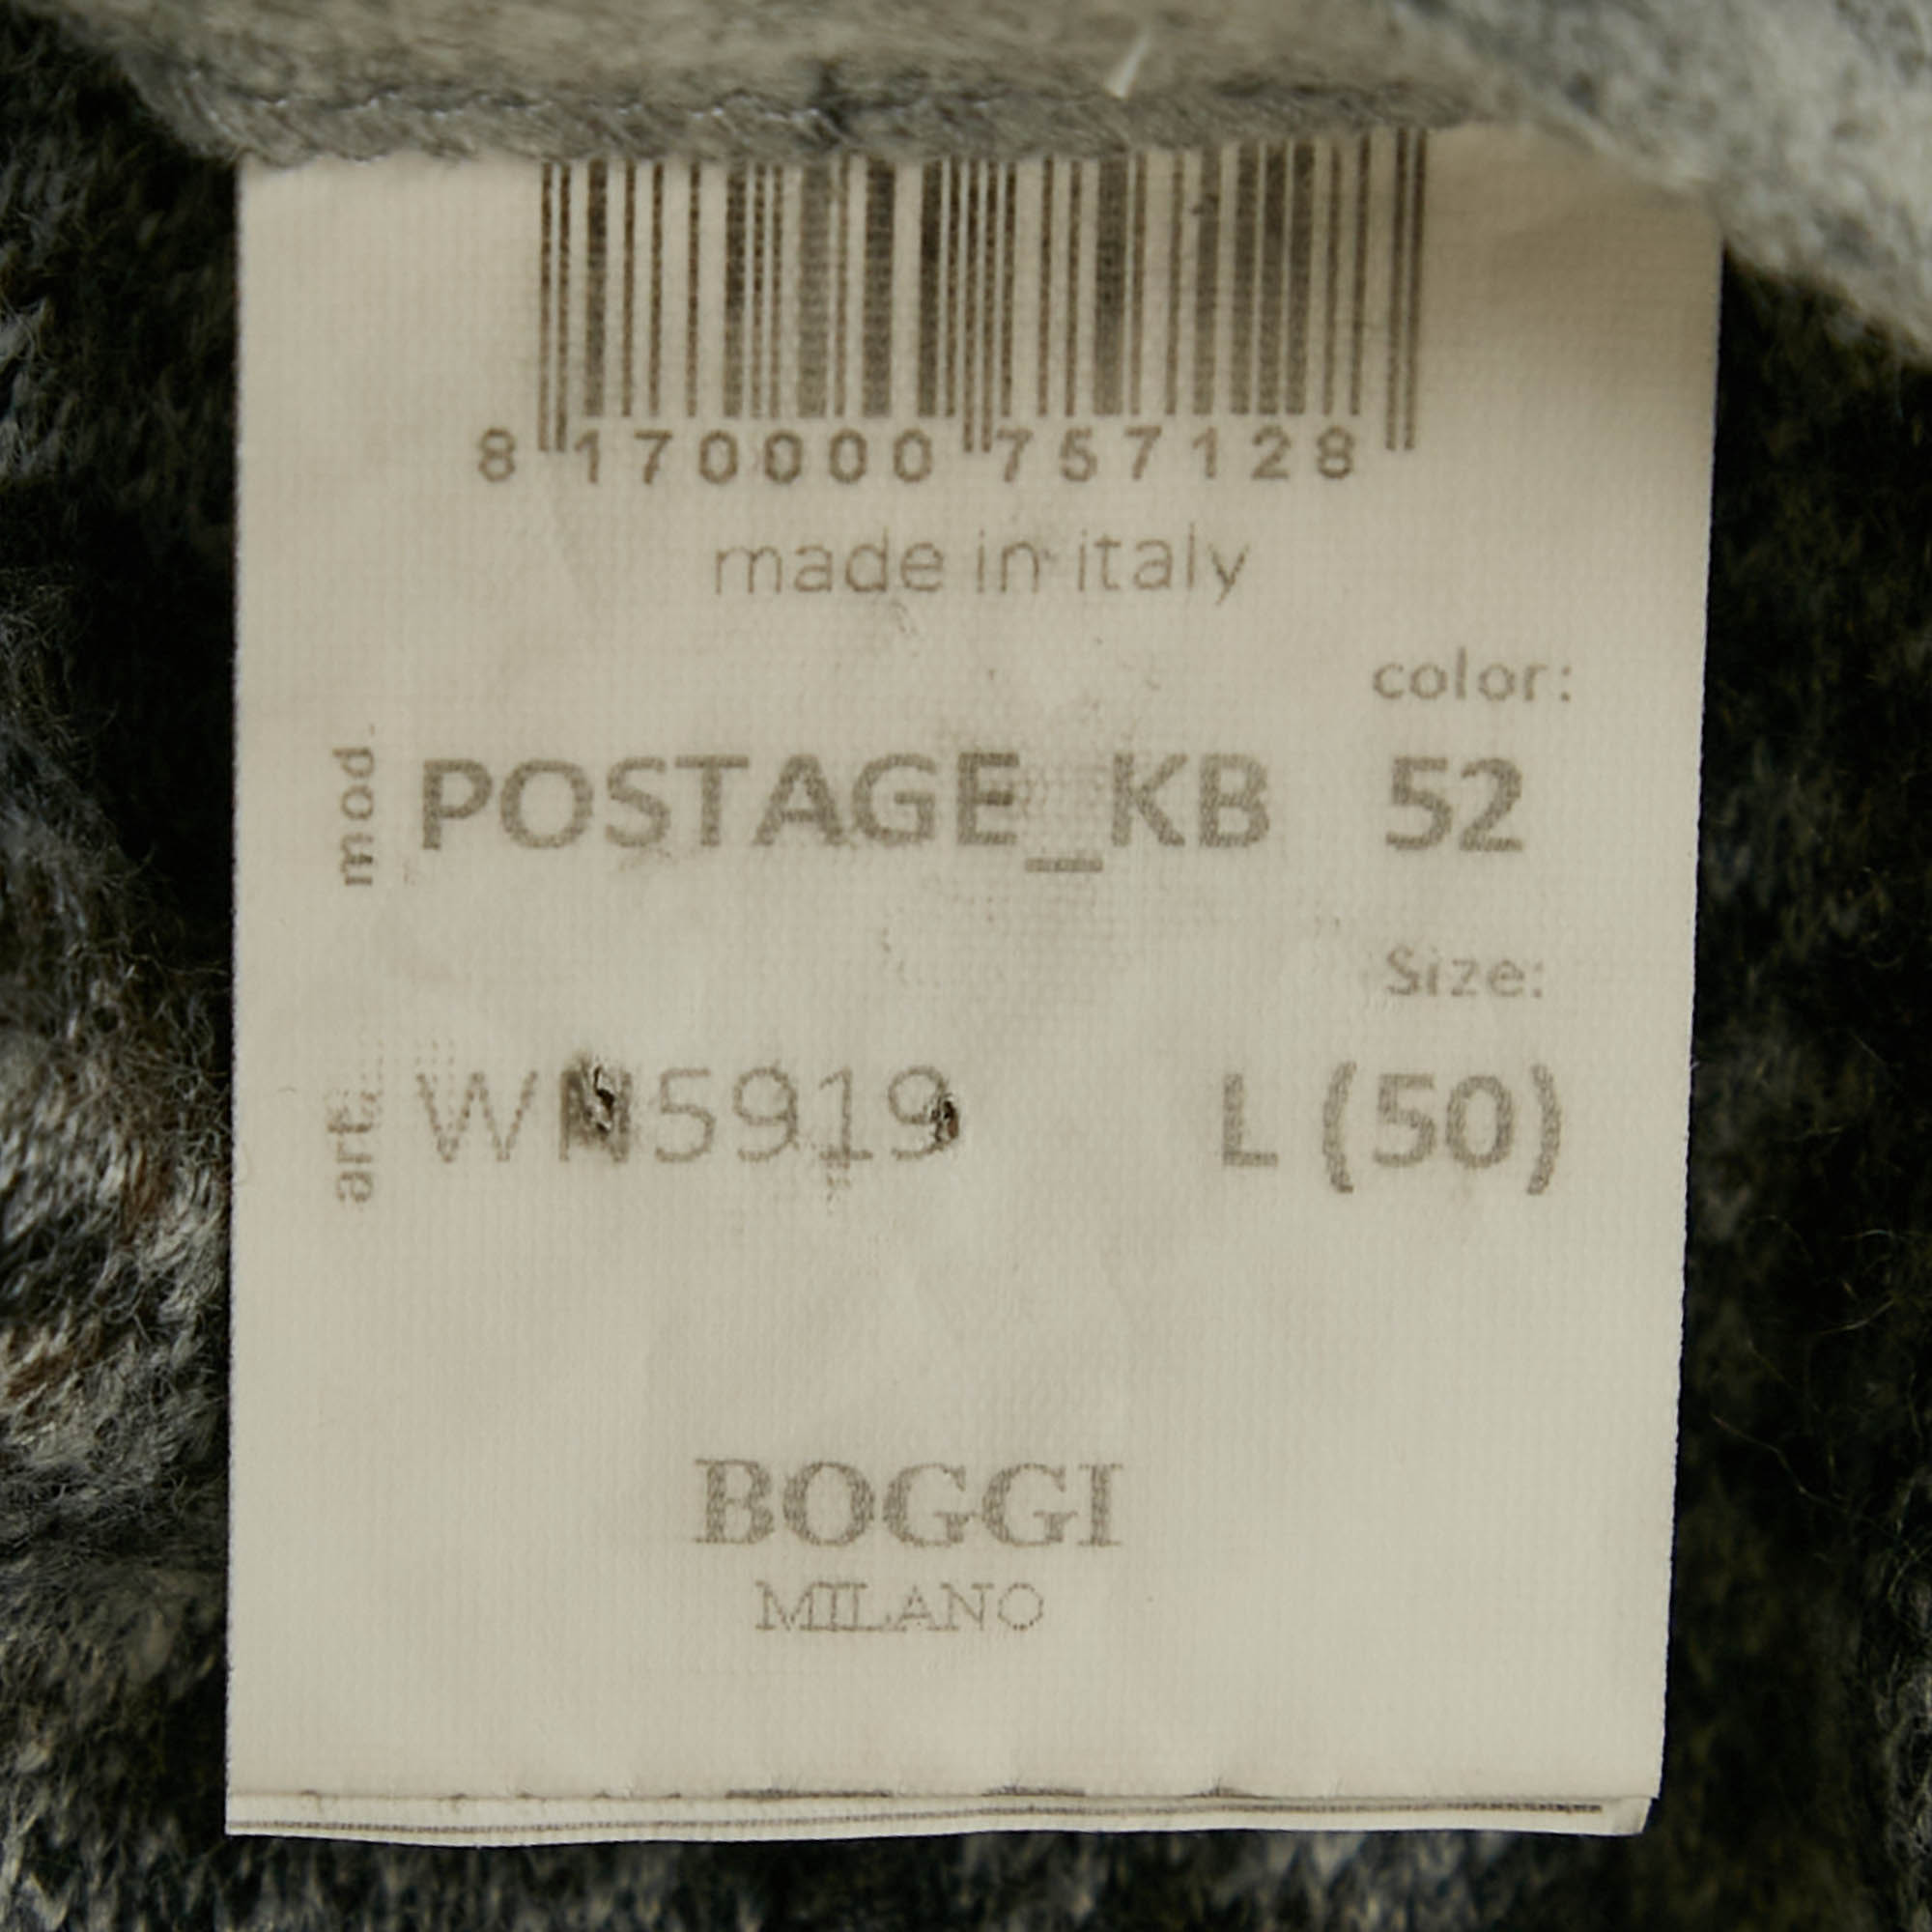 8 170000 757128
made in italy
color:
mod. POSTAGE_KB 52
Size:
art. WN5919 L (50)
BOGGI
MILANO